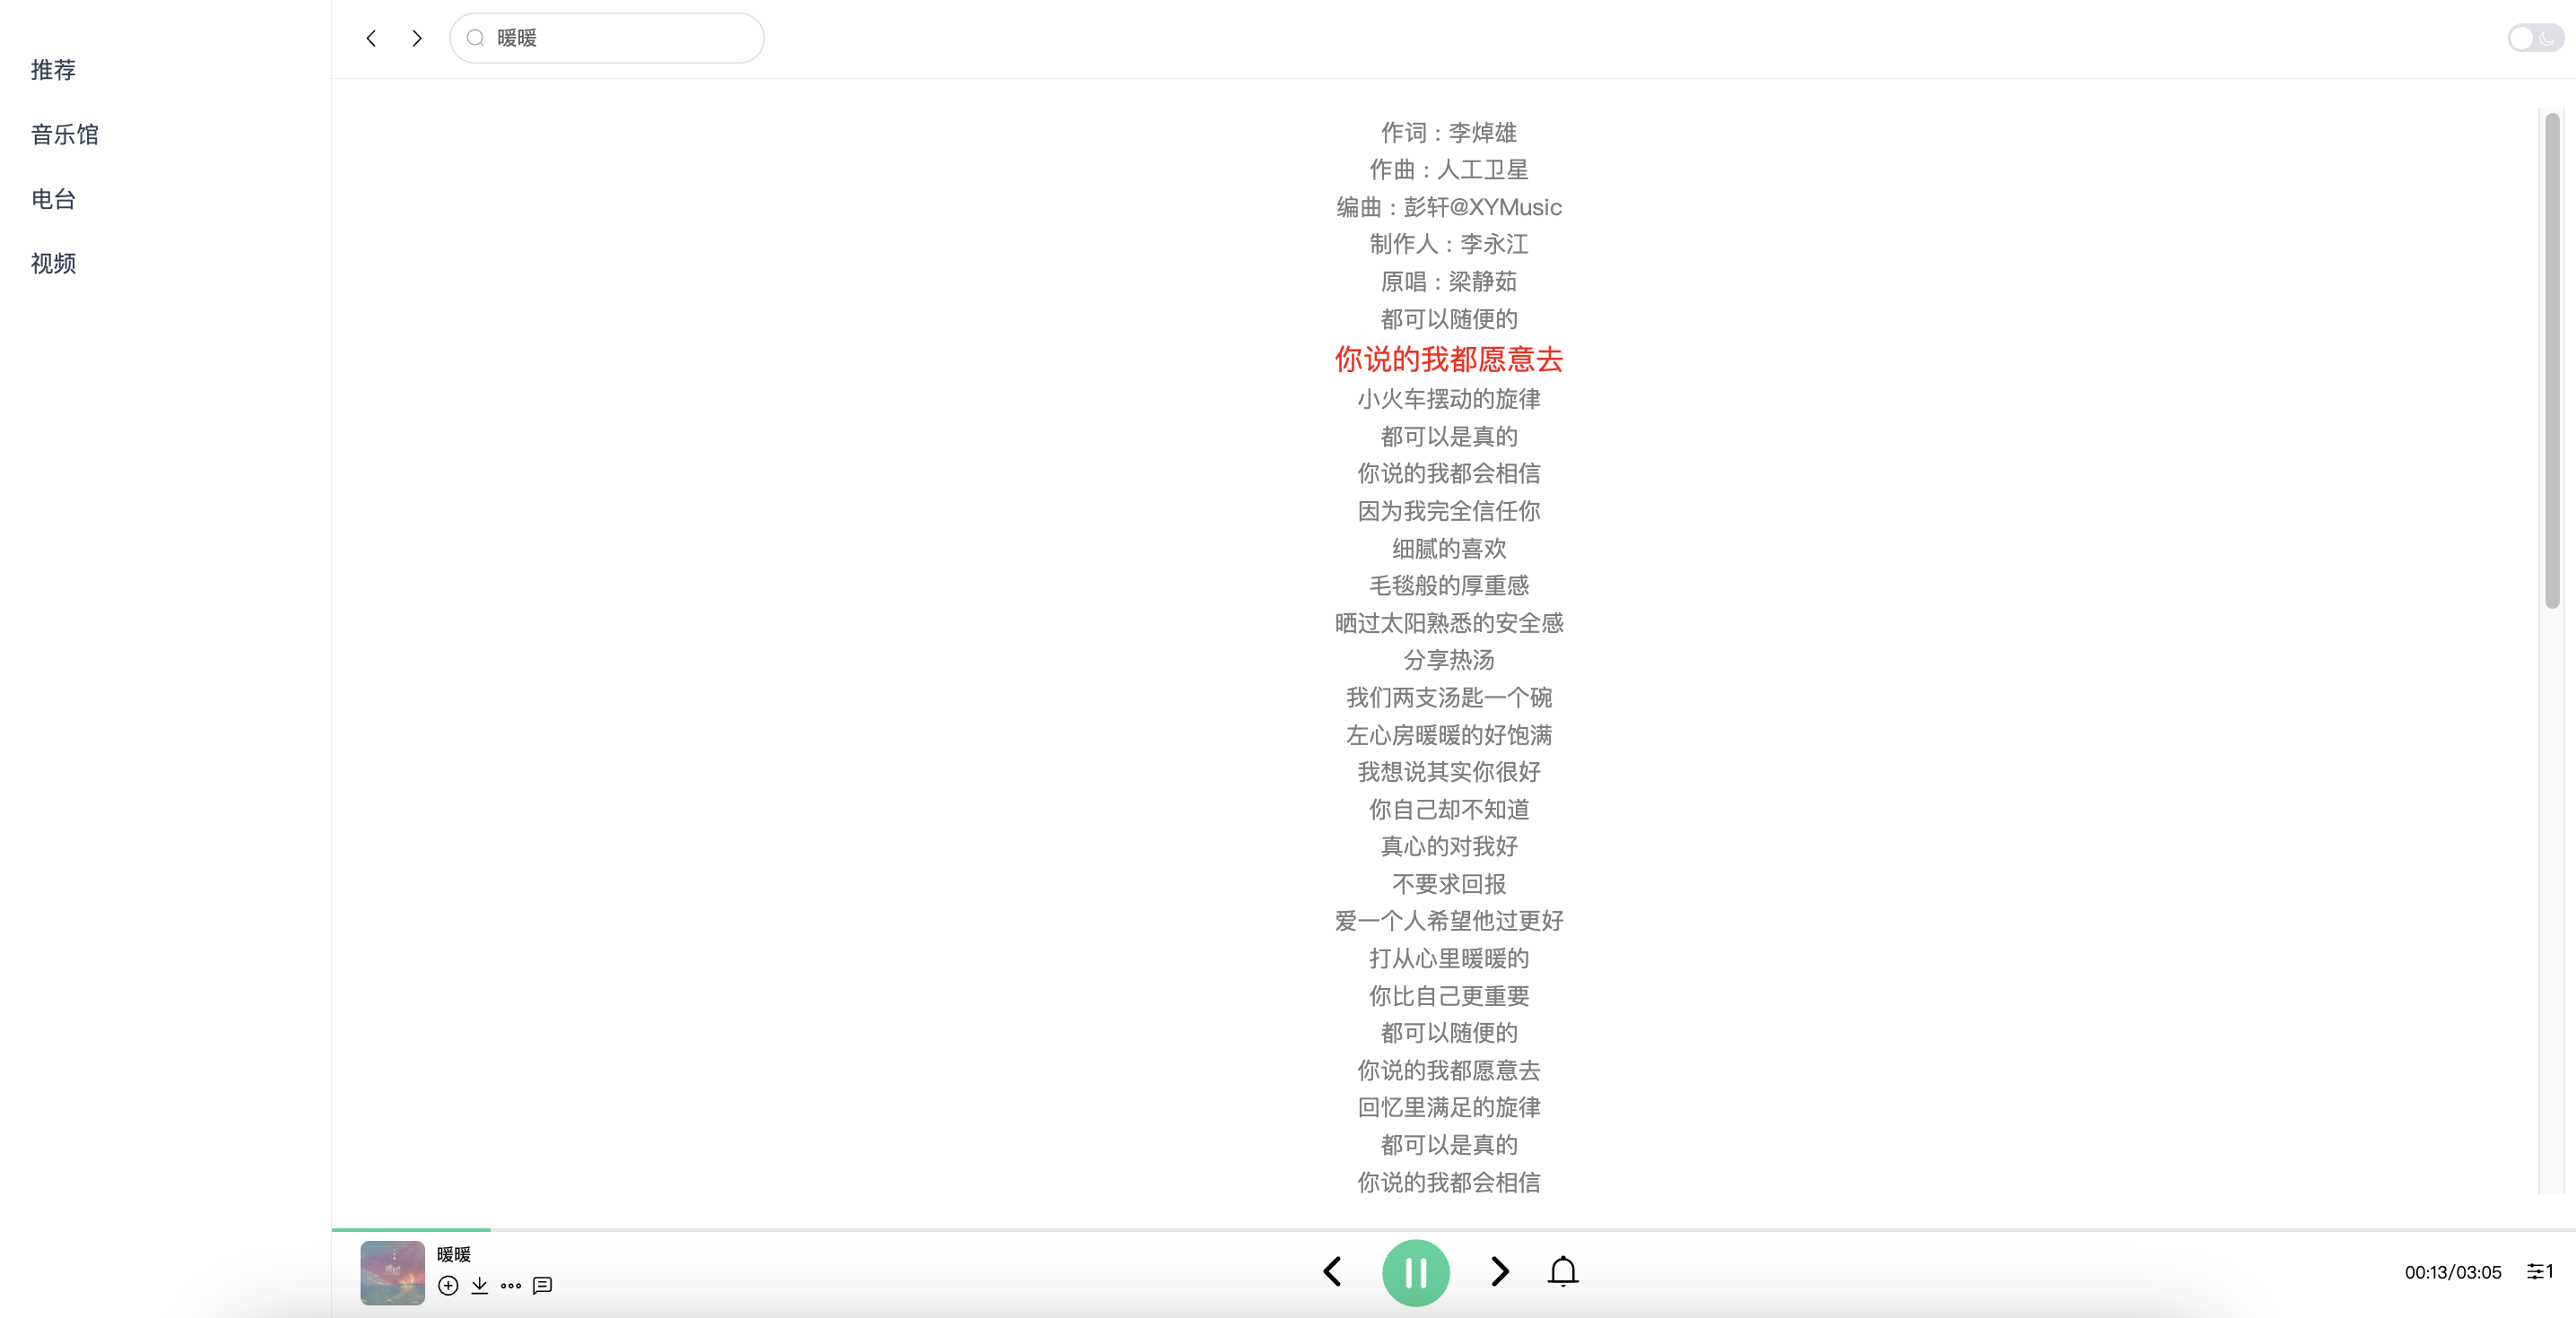 暖暖
推荐
音乐馆
电台
视频
作词：李焯雄
作曲：人工卫星
编曲：彭轩@XYMusic
制作人：李永江
原唱：梁静茹
都可以随便的
你说的我都愿意去
小火车摆动的旋律
都可以是真的
你说的我都会相信
因为我完全信任你
细腻的喜欢
毛毯般的厚重感
晒过太阳熟悉的安全感
分享热汤
我们两支汤匙一个碗
左心房暖暖的好饱满
我想说其实你很好
你自己却不知道
真心的对我好
不要求回报
爱一个人希望他过更好
打从心里暖暖的
你比自己更重要
都可以随便的
你说的我都愿意去
回忆里满足的旋律
都可以是真的
你说的我都会相信
暖暖
00:13/03:05
1